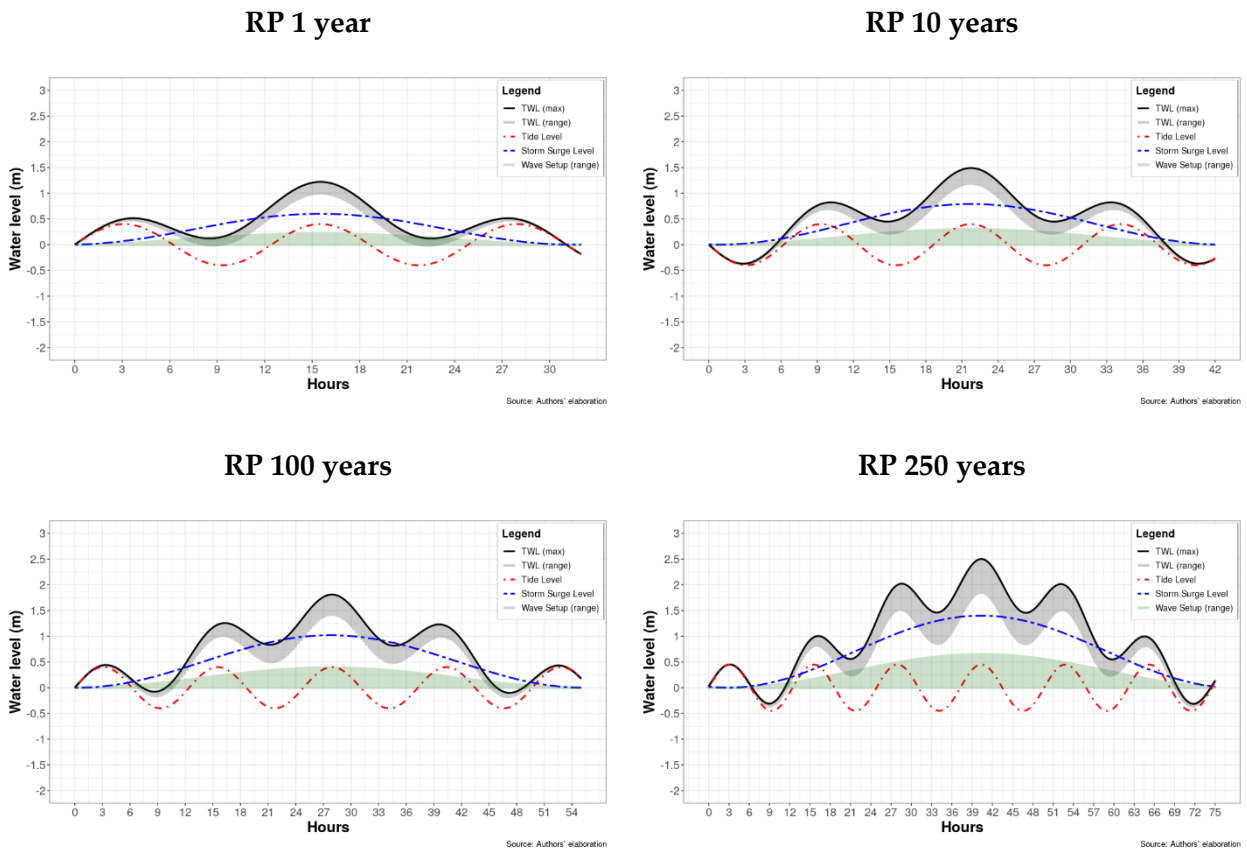 RP 1 year
Water level (m)
3
2.5
2
1.5
1
0.5
0
-0.5
-1
-1.5
-2
Legend
TWL (max)
TWL (range)
Tide Level
Storm Surge Level
Wave Setup (range)
0 3 6 9 12 15 18 21 24 27 30
Hours
Source: Authors' elaboration
RP 10 years
Water level (m)
3
2.5
2
1.5
1
0.5
0
-0.5
-1
-1.5
-2
Legend
TWL (max)
TWL (range)
Tide Level
Storm Surge Level
Wave Setup (range)
0 3 6 9 12 15 18 21 24 27 30 33 36 39 42
Hours
Source: Authors' elaboration
RP 100 years
Water level (m)
3
2.5
2
1.5
1
0.5
0
-0.5
-1
-1.5
-2
Legend
TWL (max)
TWL (range)
Tide Level
Storm Surge Level
Wave Setup (range)
0 3 6 9 12 15 18 21 24 27 30 33 36 39 42 45 48 51 54
Hours
Source: Authors' elaboration
RP 250 years
Water level (m)
3
2.5
2
1.5
1
0.5
0
-0.5
-1
-1.5
-2
Legend
TWL (max)
TWL (range)
Tide Level
Storm Surge Level
Wave Setup (range)
0 3 6 9 12 15 18 21 24 27 30 33 36 39 42 45 48 51 54 57 60 63 66 69 72 75
Hours
Source: Authors' elaboration